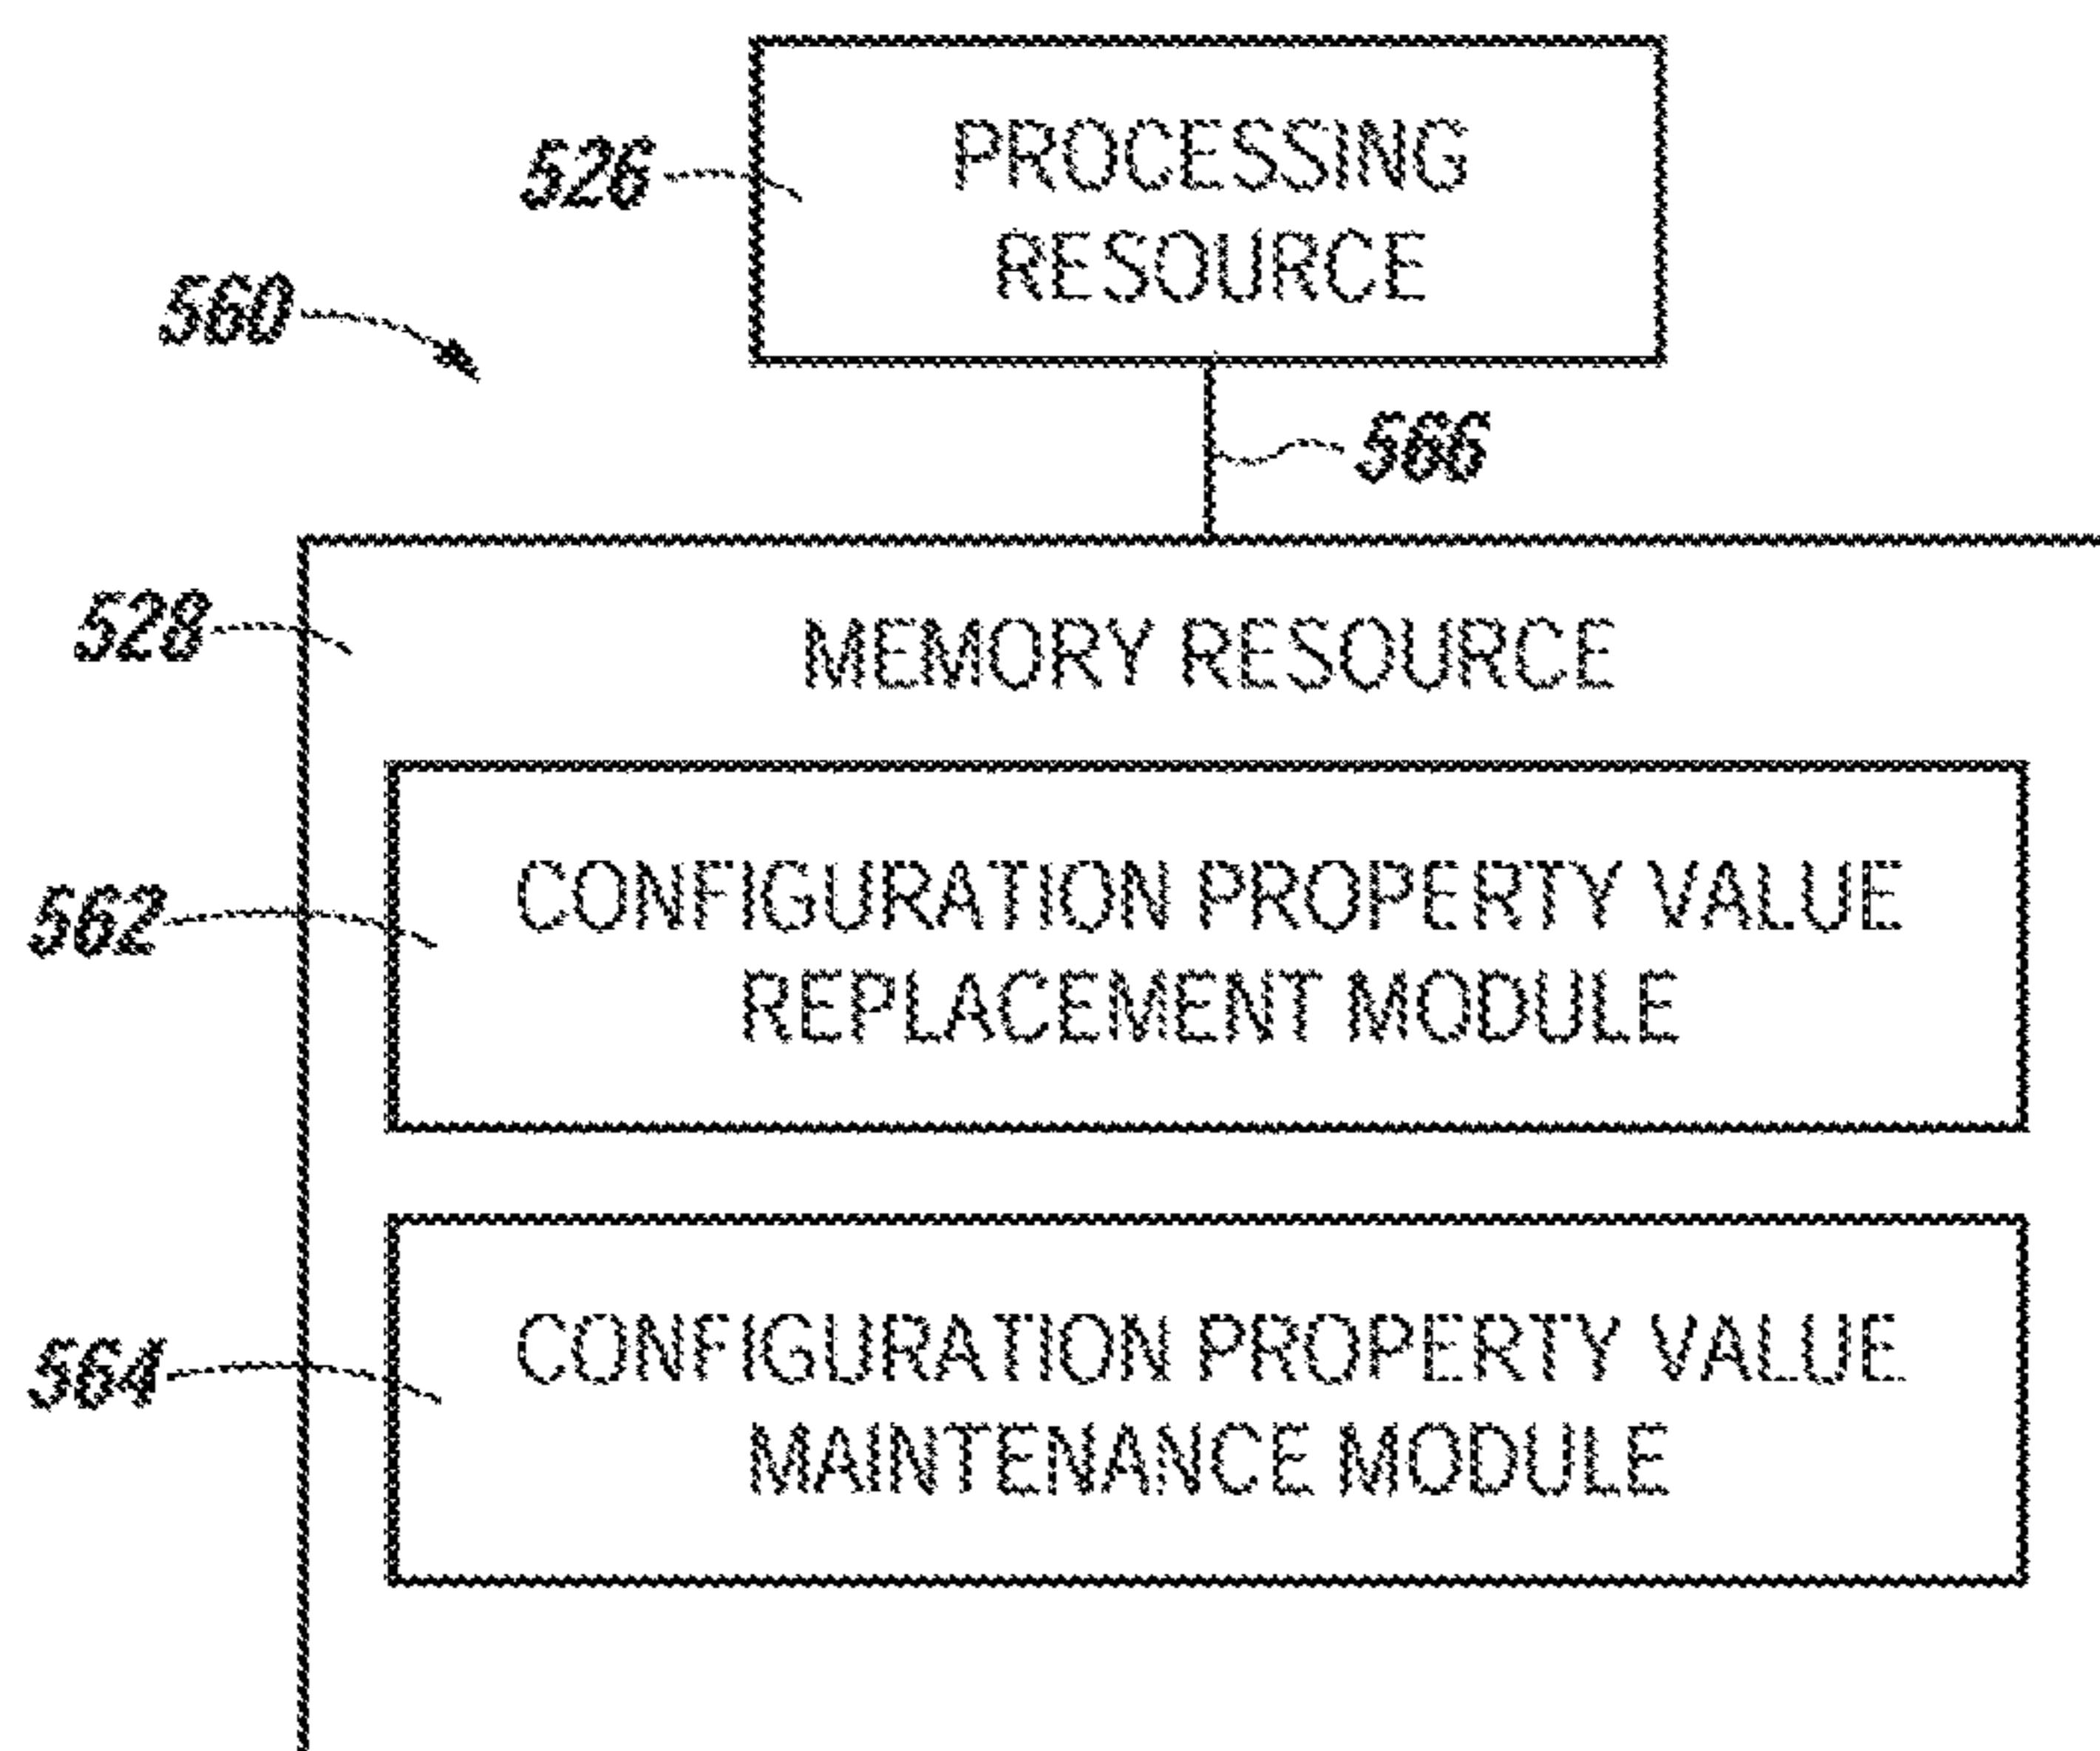 PROCESSING
RESOURCE
526
560
566
528
MEMORY RESOURCE
562
CONFIGURATION PROPERTY VALUE
REPLACEMENT MODULE
564
CONFIGURATION PROPERTY VALUE
MAINTENANCE MODULE